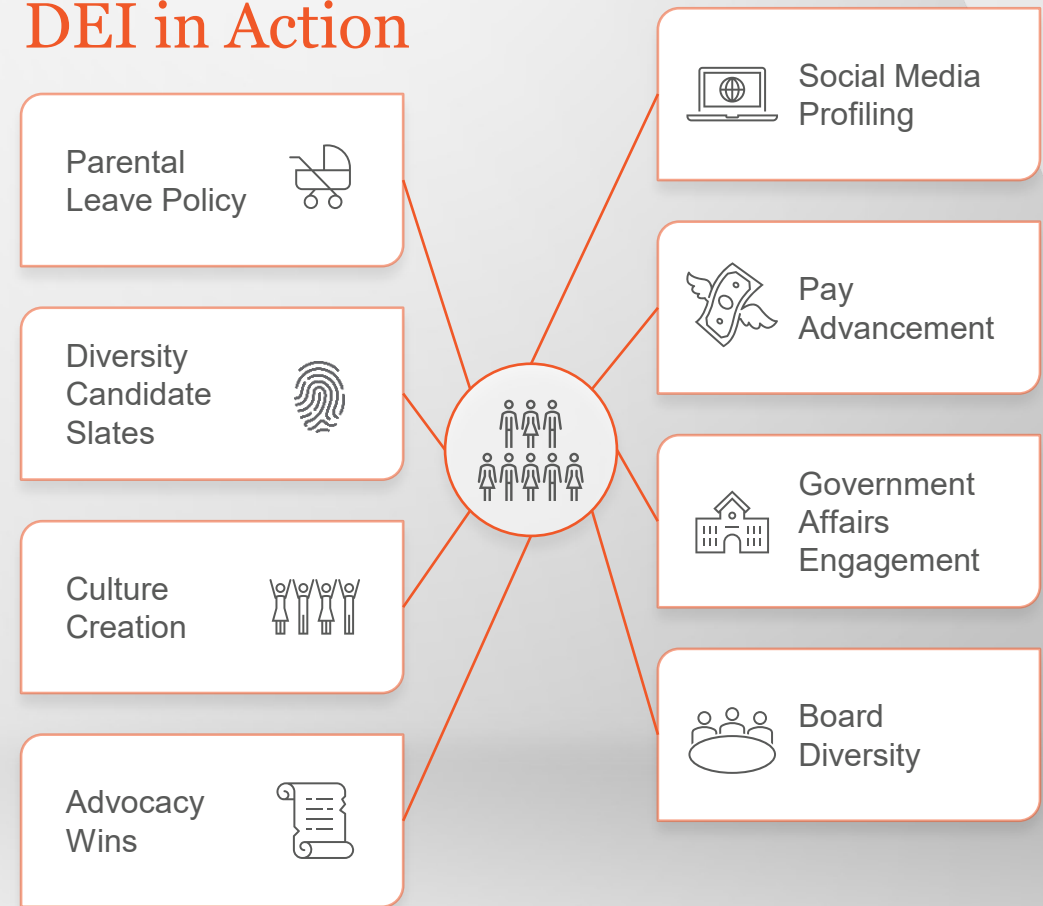 DEI in Action
Parental
Leave Policy
Diversity
Candidate
Slates
Culture
Creation
Advocacy
Wins
Social Media
Profiling
Pay
Advancement
Government
Affairs
Engagement
Board
Diversity